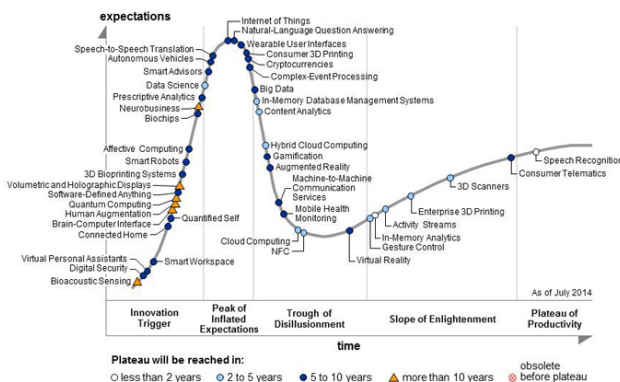 expectations
Internet of Things
Natural-Language Question Answering
Wearable User Interfaces
Consumer 3D Printing
Cryptocurrencies
Complex-Event Processing
Speech-to-Speech Translation
Autonomous Vehicles
Smart Advisors
Data Science
Prescriptive Analytics
Neurobusiness
Biochips
Big Data
In-Memory Database Management Systems
Content Analytics
Hybrid Cloud Computing
Gamification
Augmented Reality
Machine-to-Machine
Communication
Services
Mobile Health
Monitoring
Affective Computing
Smart Robots
3D Bioprinting Systems
Volumetric and Holographic Displays
Software-Defined Anything
Quantum Computing
Human Augmentation
Brain-Computer Interface
Connected Home
Quantified Self
Virtual Personal Assistants
Digital Security
Bioacoustic Sensing
Smart Workspace
Cloud Computing
NFC
Virtual Reality
Gesture Control
In-Memory Analytics
Activity Streams
Enterprise 3D Printing
3D Scanners
Consumer Telematics
Speech Recognition
As of July 2014
Innovation
Trigger
Peak of
Inflated
Expectations
Trough of
Disillusionment
Slope of Enlightenment
Plateau of
Productivity
time
Plateau will be reached in:
less than 2 years
2 to 5 years
5 to 10 years
more than 10 years
obsolete
before plateau